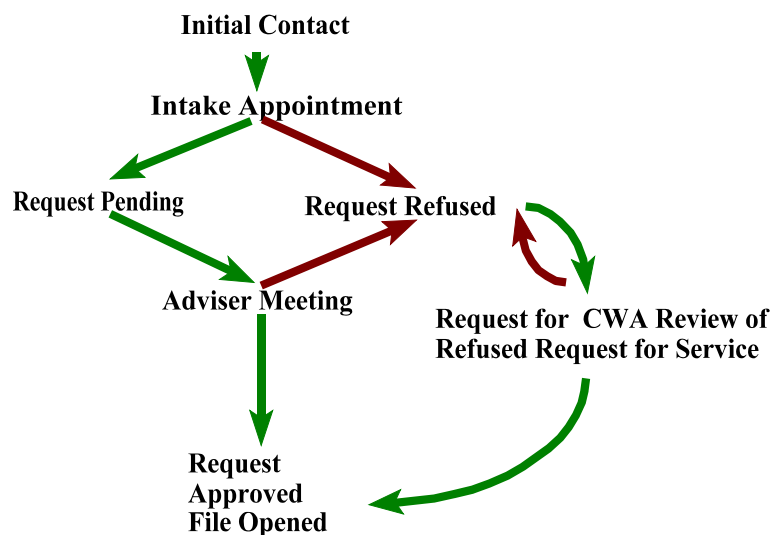 Initial Contact
Intake Appointment
Request Pending
Request Refused
Adviser Meeting
Request for CWA Review of
Refused Request for Service
Request
Approved
File Opened